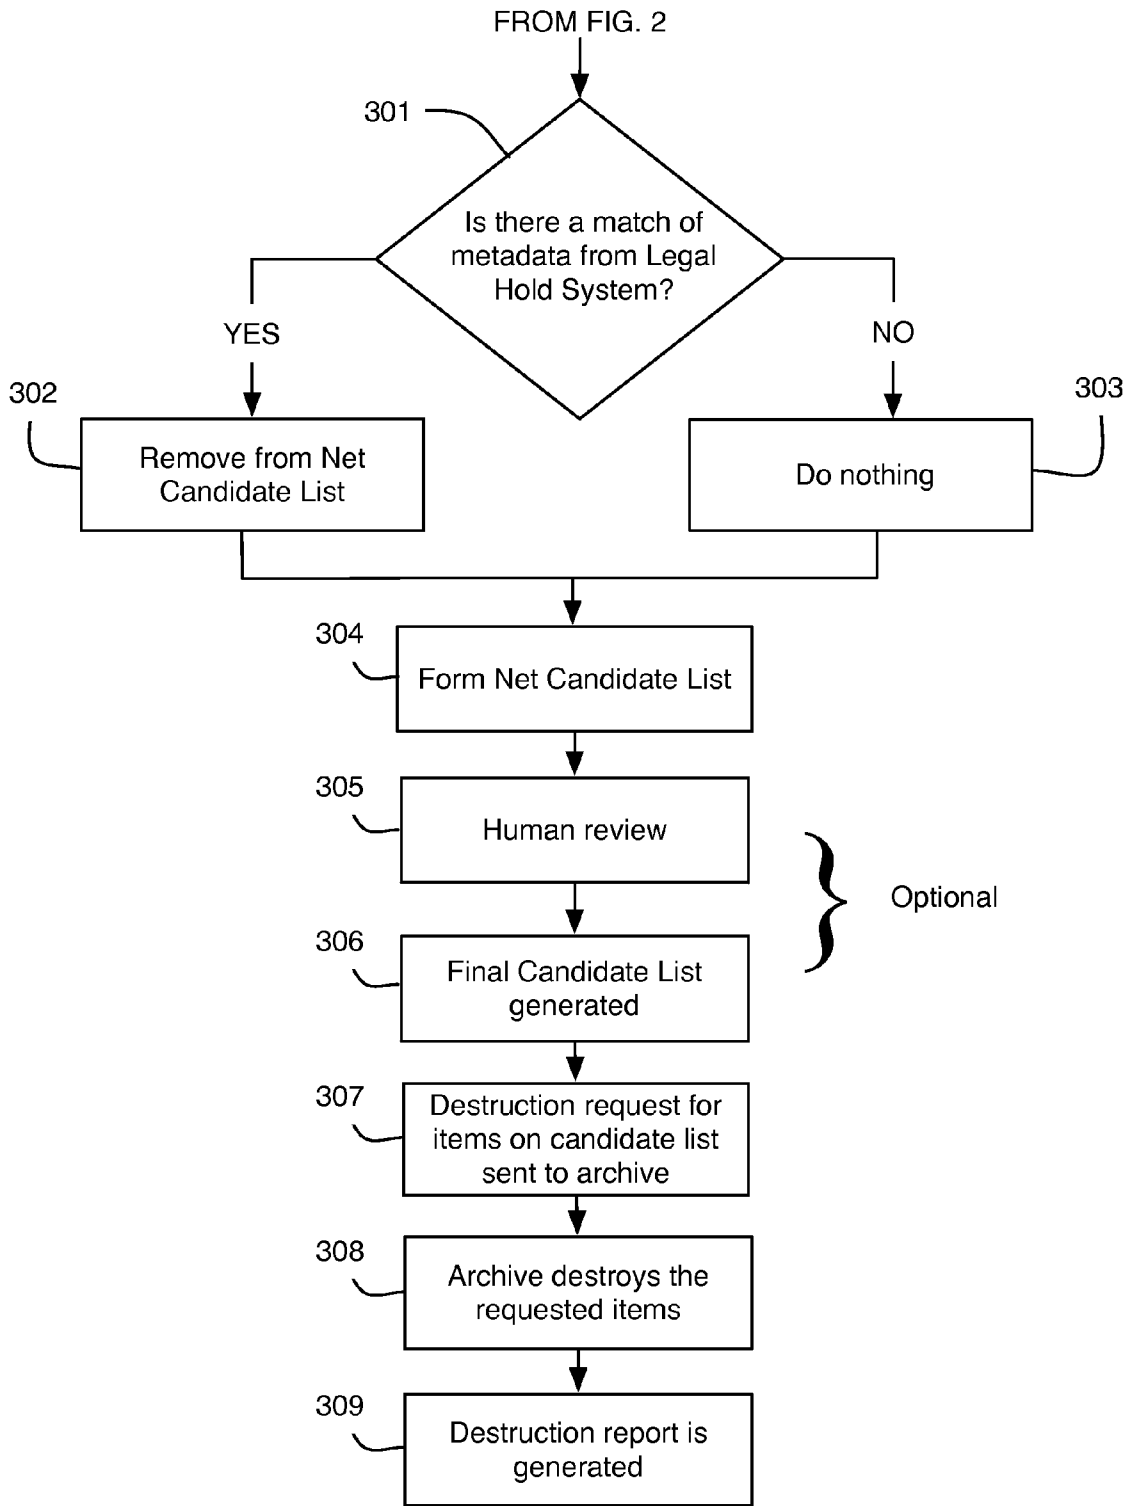 FROM FIG. 2
301
Is there a match of
metadata from Legal
Hold System?
YES
NO
302
303
Remove from Net
Candidate List
Do nothing
304
Form Net Candidate List
305
Human review
Optional
306
Final Candidate List
generated
307
Destruction request for
items on candidate list
sent to archive
308
Archive destroys the
requested items
309
Destruction report is
generated